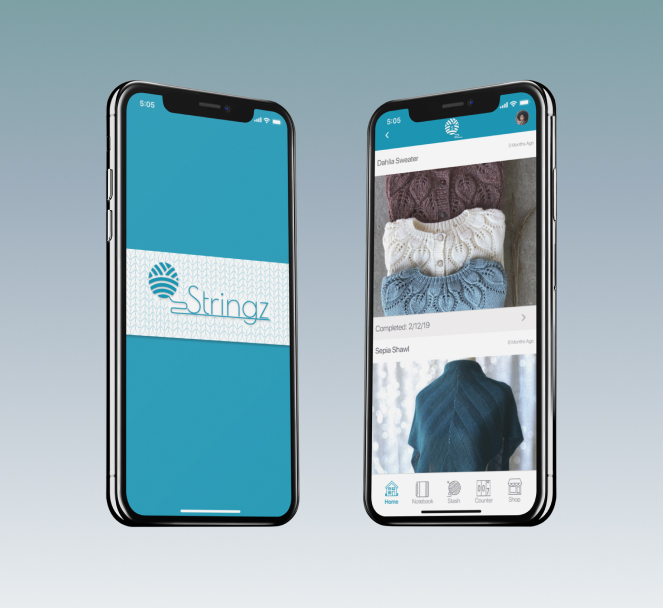 5:05
Stringz
5:05
5 Months Ago
Dahlia Sweater
Completed: 2/12/19
6 Months Ago
Sepia Shawl
Home
Notebook
Stash
Counter
Shop